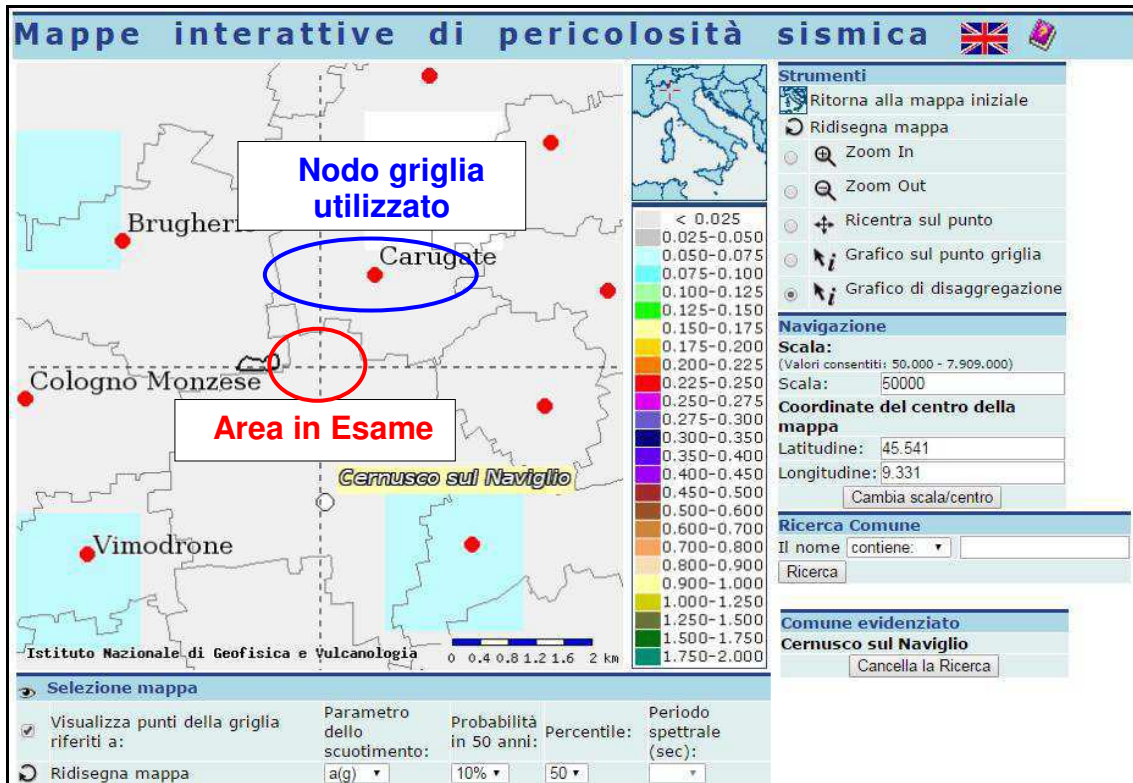 Mappe interattive di pericolosità sismica
Nodo griglia
utilizzato
Brugheri
Carugate
Cologno Monzese
Area in Esame
Cernusco sul Naviglio
Vimodrone
Istituto Nazionale di Geofisica e Vulcanologia
0 0.4 0.8 1.2 1.6 2 km
< 0.025
0.025-0.050
0.050-0.075
0.075-0.100
0.100-0.125
0.125-0.150
0.150-0.175
0.175-0.200
0.200-0.225
0.225-0.250
0.250-0.275
0.275-0.300
0.300-0.350
0.350-0.400
0.400-0.450
0.450-0.500
0.500-0.600
0.600-0.700
0.700-0.800
0.800-0.900
0.900-1.000
1.000-1.250
1.250-1.500
1.500-1.750
1.750-2.000
Strumenti
Ritorna alla mappa iniziale
Ridisegna mappa
Zoom In
Zoom Out
Ricentra sul punto
Grafico sul punto griglia
Grafico di disaggregazione
Navigazione
Scala:
(Valori consentiti: 50.000 - 7.909.000)
Scala: 50000
Coordinate del centro della
mappa
Latitudine: 45.541
Longitudine: 9.331
Cambia scala/centro
Ricerca Comune
Il nome contiene:
Ricerca
Comune evidenziato
Cernusco sul Naviglio
Cancella la Ricerca
Selezione mappa
Visualizza punti della griglia
riferiti a:
Parametro
dello
scuotimento:
Probabilità
in 50 anni:
Percentile:
Periodo
spettrale
(sec):
Ridisegna mappa
a(g)
10%
50